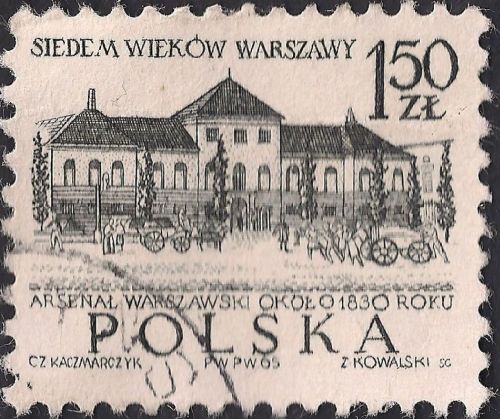 SIEDEM WIEKÓW WARSZAWY
1.50 ZŁ
ARSENAŁ WARSZAWSKI OKOŁO 1830 ROKU
POLSKA
CZ KACZMARCZYK PWPW 65 Z KOWALSKI SC